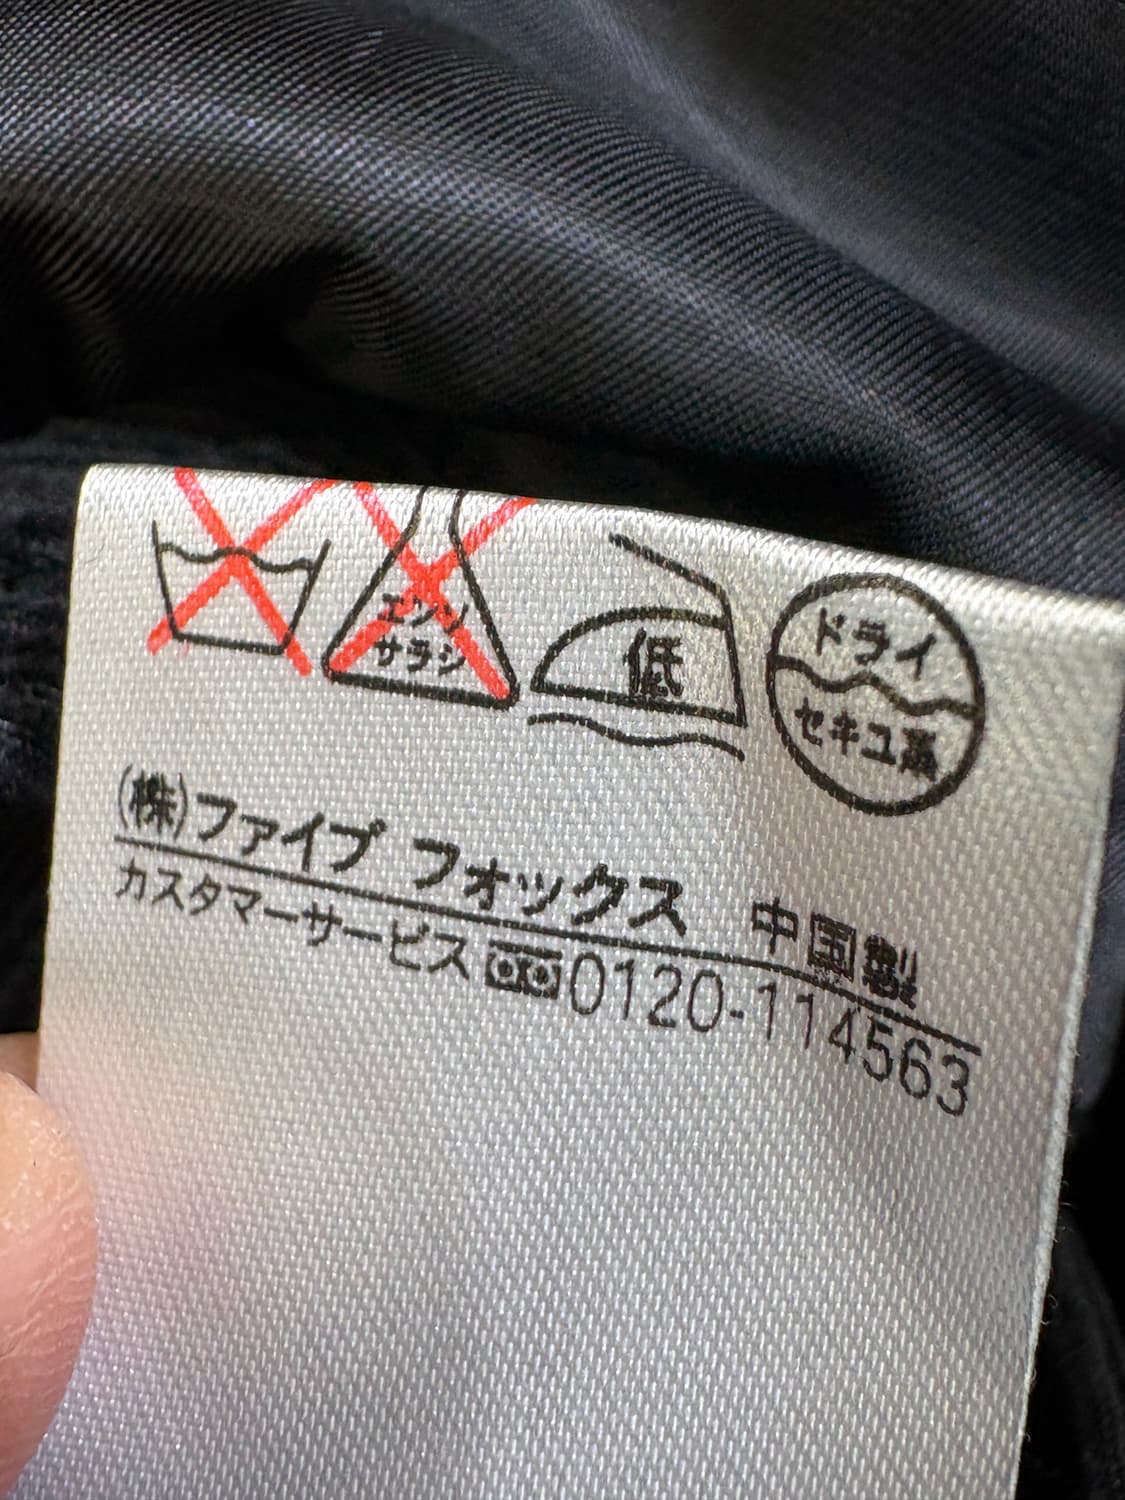 エンソ
サラシ
低
ドライ
セキユ系
(株)ファイブ フォックス 中国製
カスタマーサービス 0120-114563